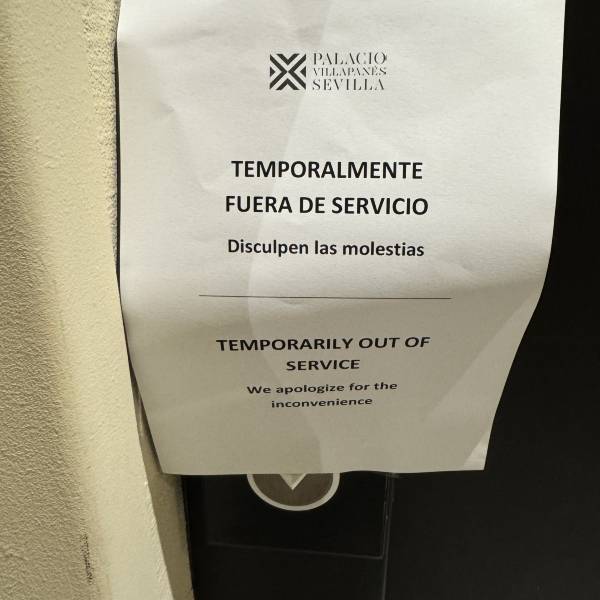 PALACIO
VILLAPANÉS
SEVILLA
TEMPORALMENTE
FUERA DE SERVICIO
Disculpen las molestias
TEMPORARILY OUT OF
SERVICE
We apologize for the
inconvenience